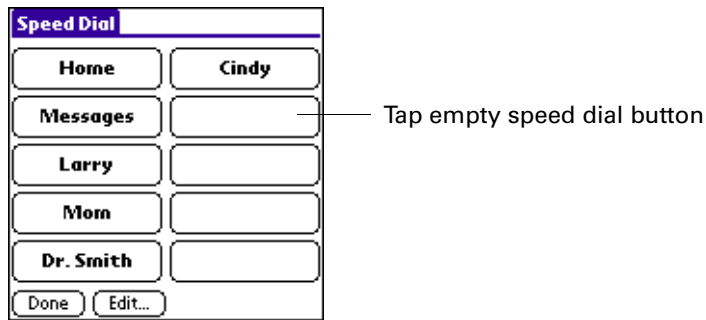 Speed Dial
Home Cindy
Messages Tap empty speed dial button
Larry
Mom
Dr. Smith
Done Edit...